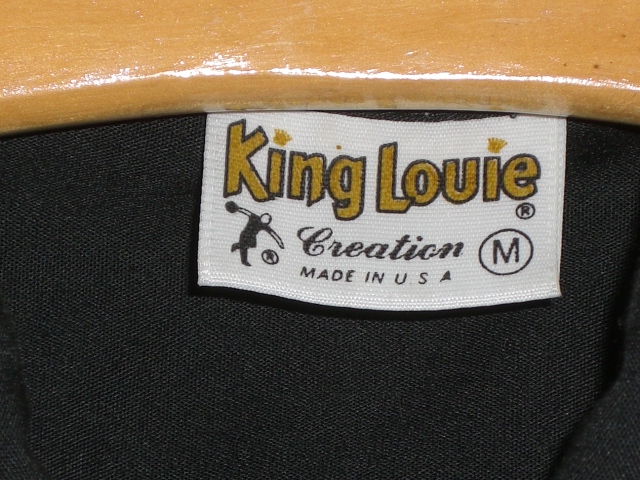 King Louie ®
® Creation M
MADE IN U S A